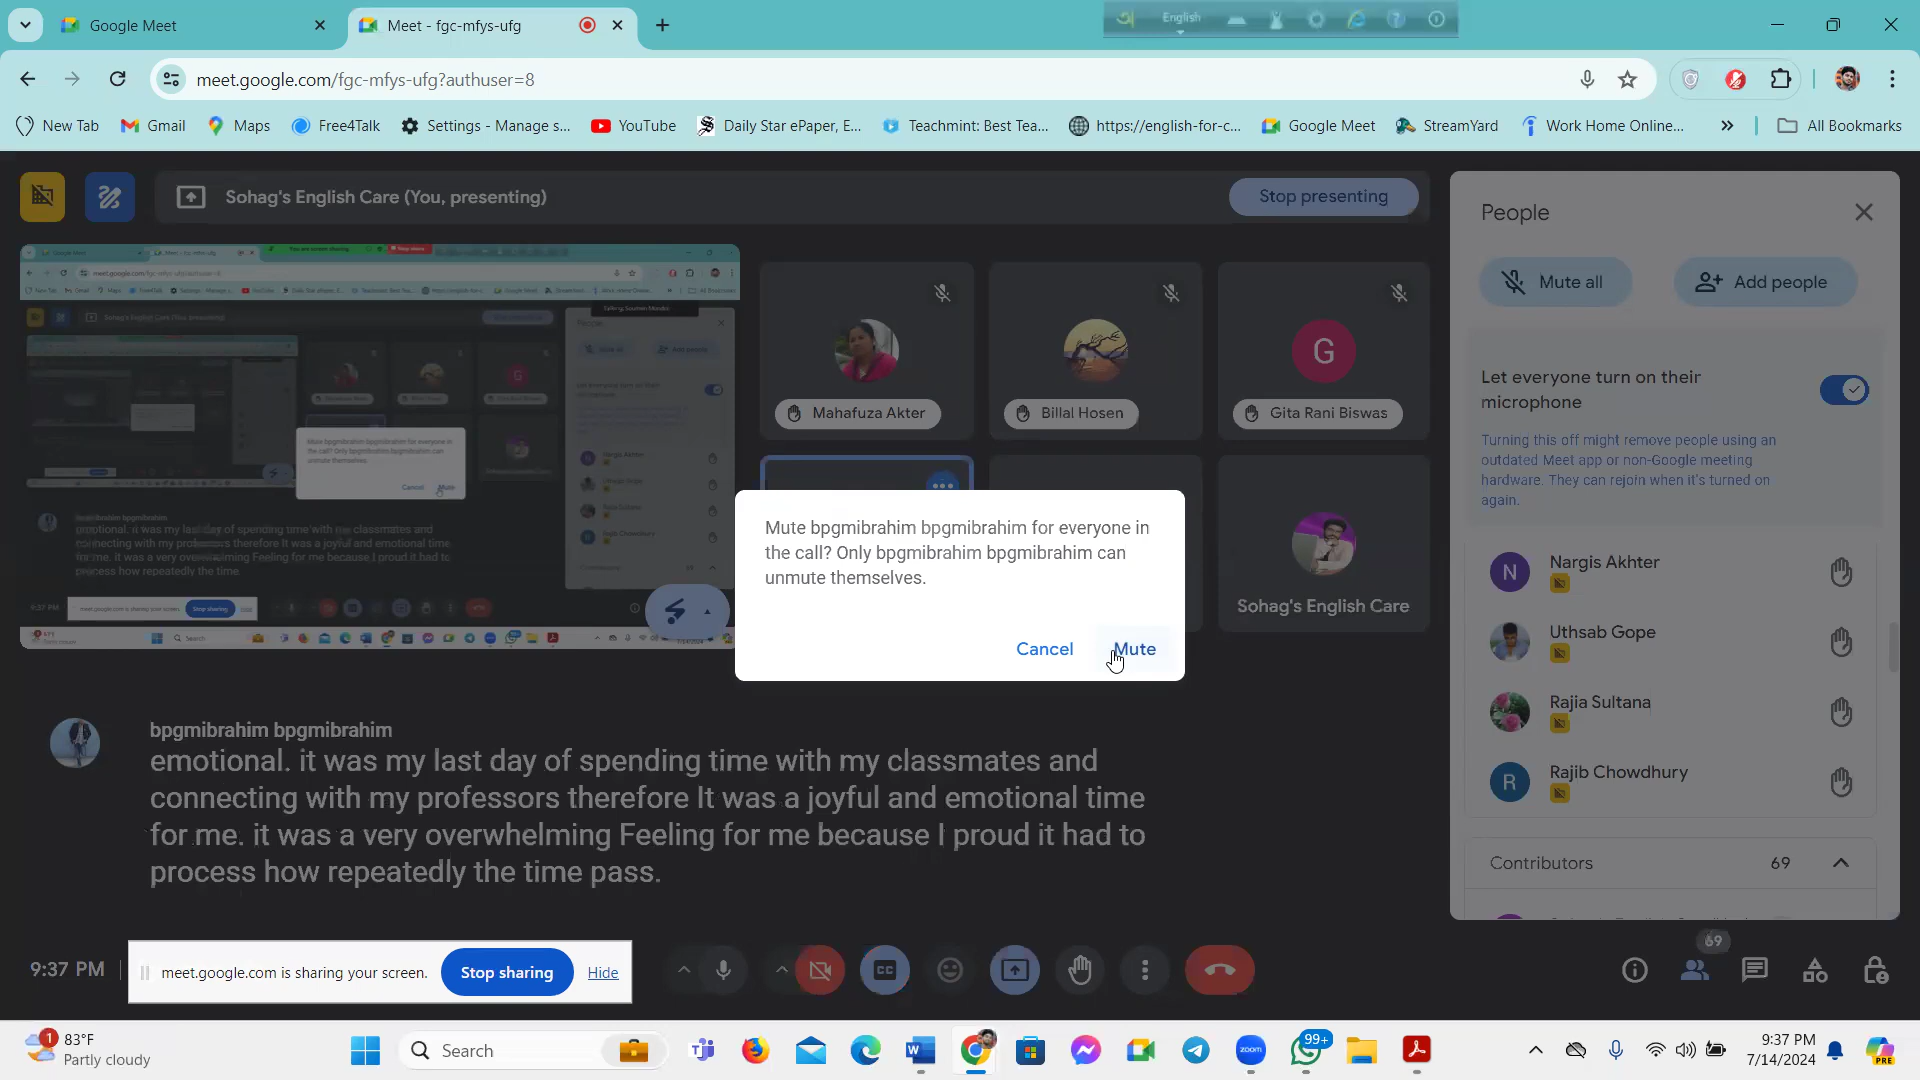 Google Meet
Meet - fgc-mfys-ufg
English
meet.google.com/fgc-mfys-ufg?authuser=8
New Tab
Gmail
Maps
Free4Talk
Settings - Manage s...
YouTube
Daily Star ePaper, E...
Teachmint: Best Tea...
https://english-for-c...
Google Meet
StreamYard
Work Home Online...
All Bookmarks
Sohag's English Care (You, presenting)
Stop presenting
People
Mute all
Add people
Let everyone turn on their
microphone
Turning this off might remove people using an
outdated Meet app or non-Google meeting
hardware. They can rejoin when it's turned on
again.
Mahafuza Akter
Billal Hosen
G
Gita Rani Biswas
Sohag's English Care
Mute bpgmibrahim bpgmibrahim for everyone in
the call? Only bpgmibrahim bpgmibrahim can
unmute themselves.
Cancel
Mute
N
Nargis Akhter
Uthsab Gope
Rajia Sultana
R
Rajib Chowdhury
Contributors
69
bpgmibrahim bpgmibrahim
emotional. it was my last day of spending time with my classmates and
connecting with my professors therefore It was a joyful and emotional time
for me. it was a very overwhelming Feeling for me because I proud it had to
process how repeatedly the time pass.
9:37 PM
meet.google.com is sharing your screen.
Stop sharing
Hide
CC
69
1
83°F
Partly cloudy
Search
zoom
99+
9:37 PM
7/14/2024
PRE